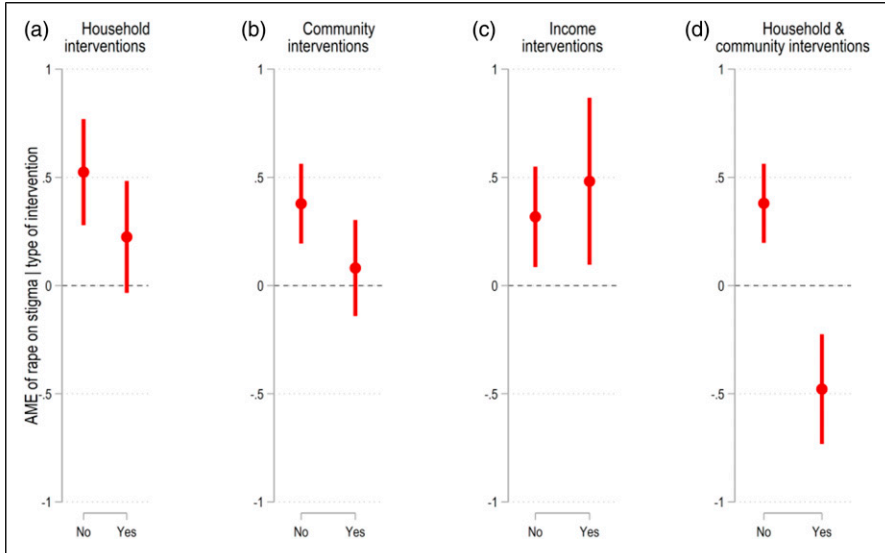 (a) Household
interventions
(b) Community
interventions
(c) Income
interventions
(d) Household &
community interventions
AME of rape on stigma | type of intervention
1
.5
0
-.5
-1
No Yes
1
.5
0
-.5
-1
No Yes
1
.5
0
-.5
-1
No Yes
1
.5
0
-.5
-1
No Yes